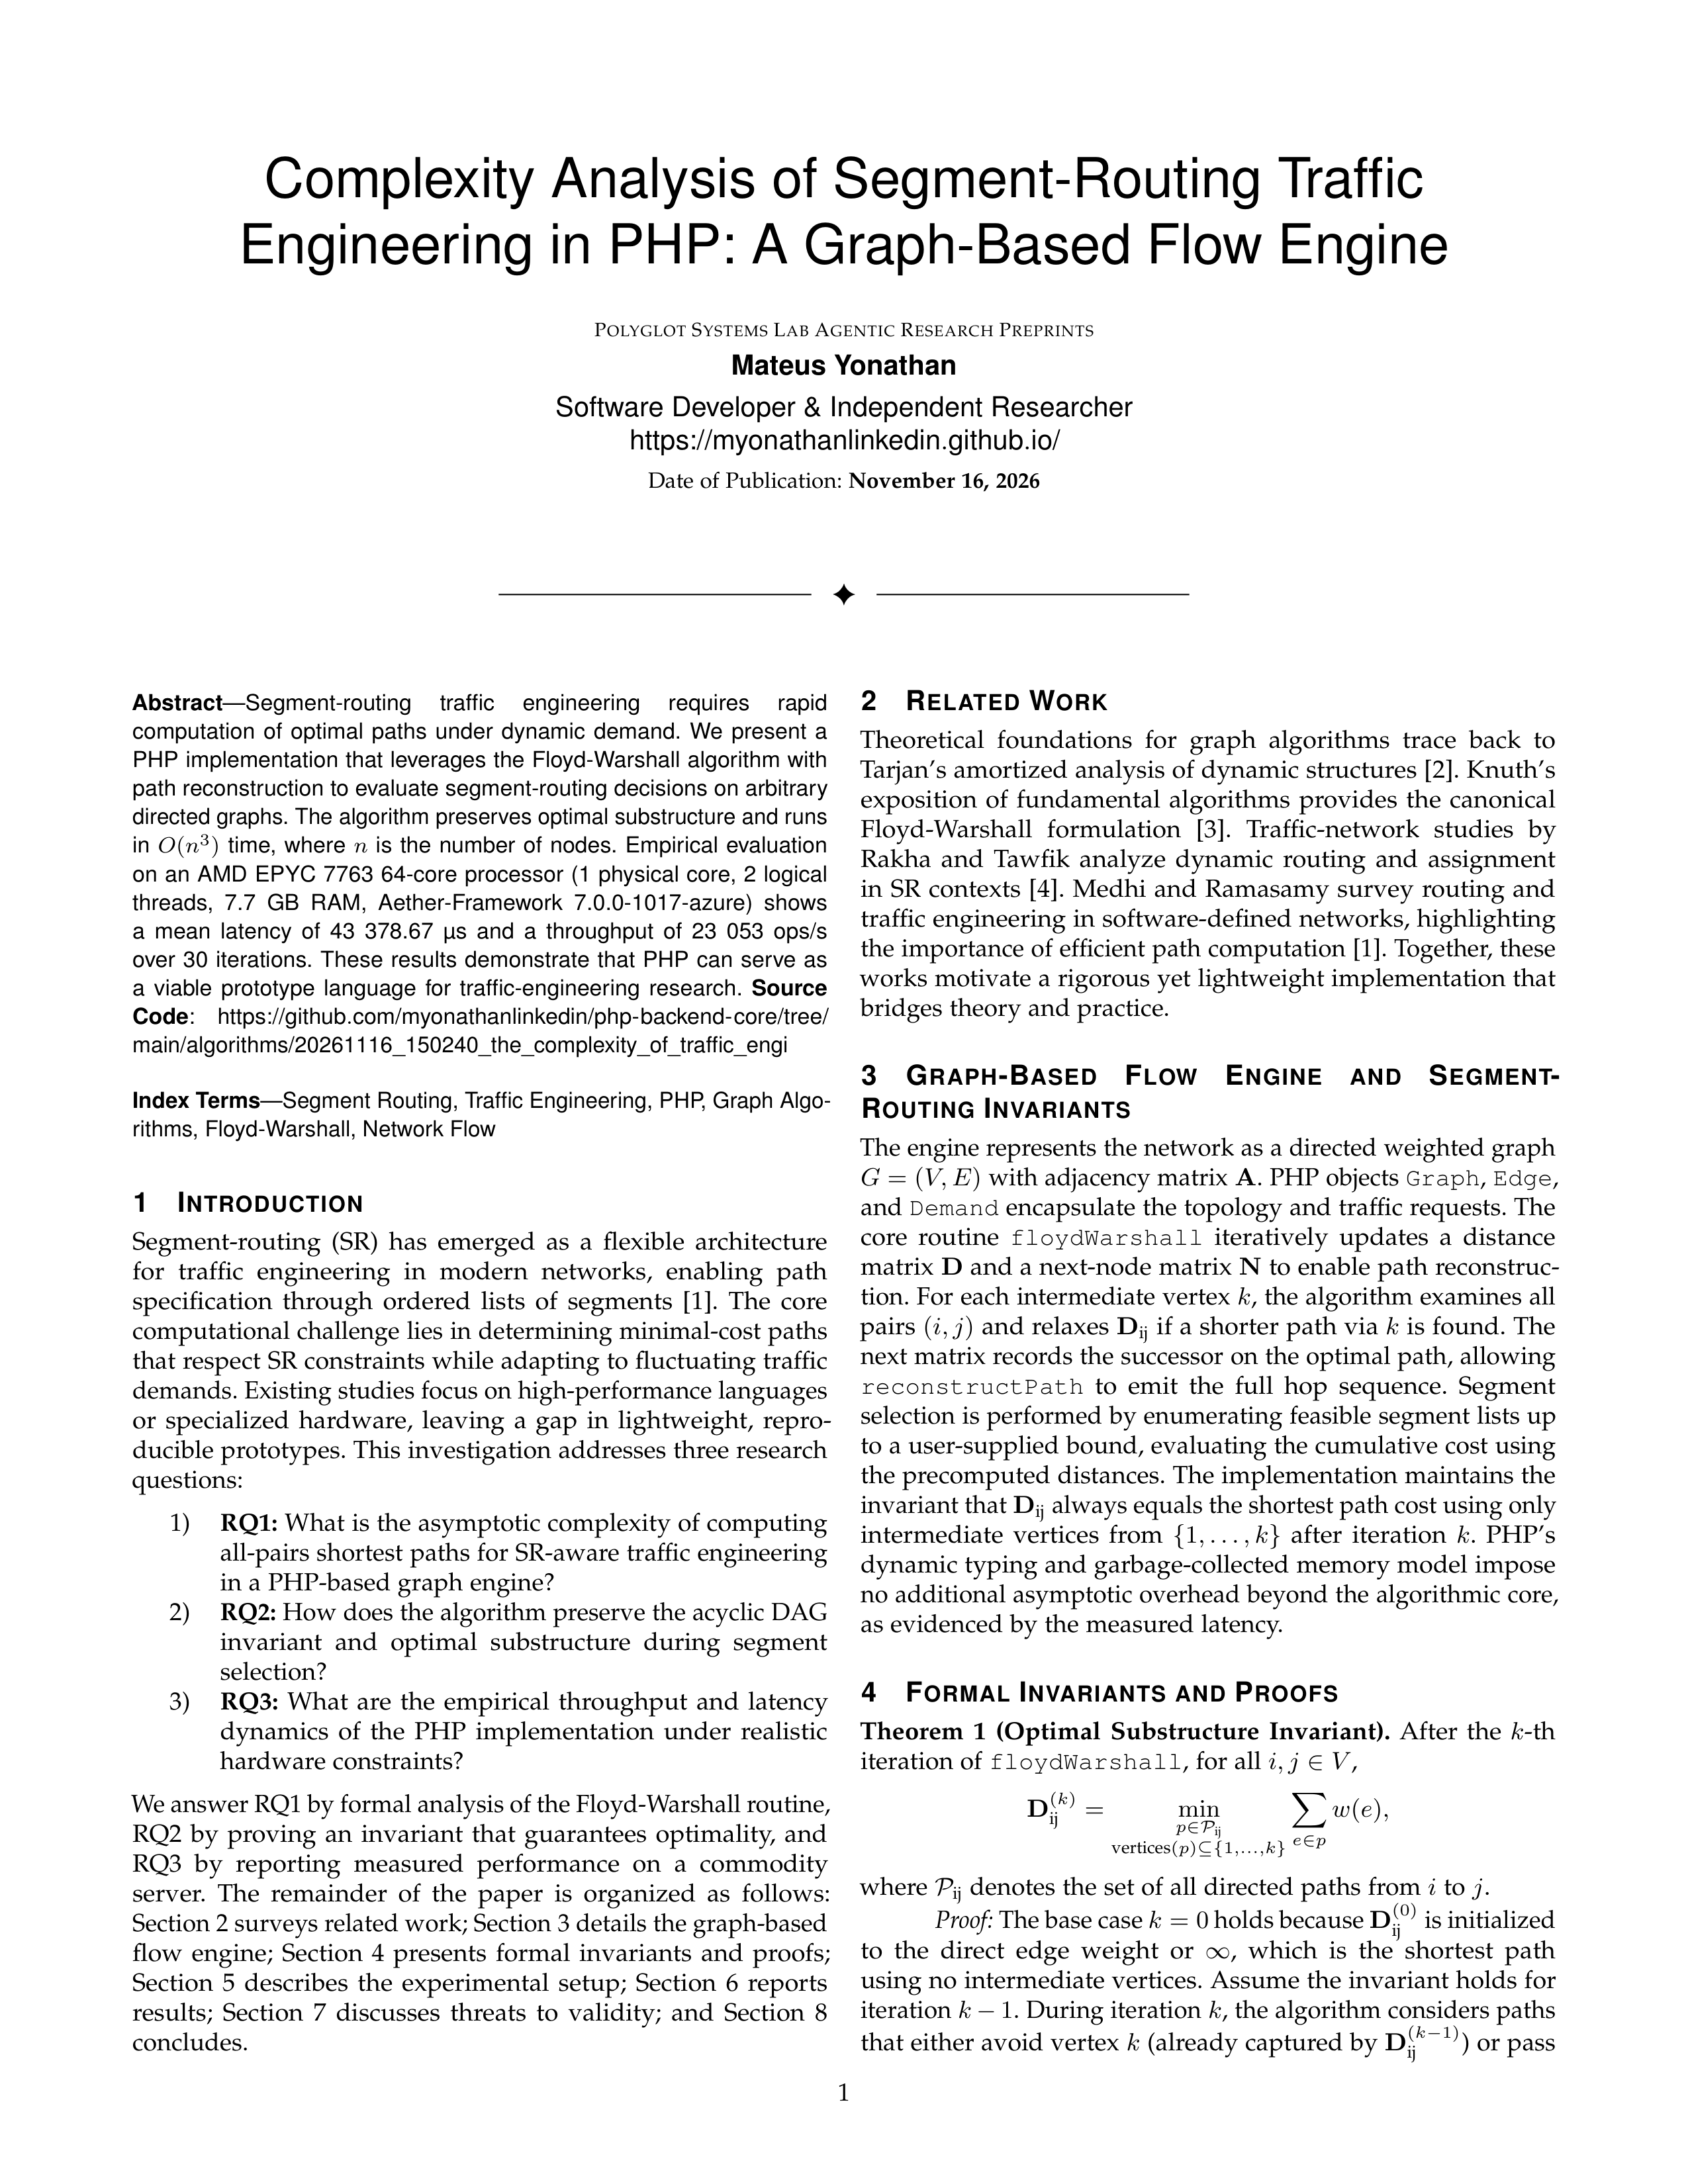 Complexity Analysis of Segment-Routing Traffic
Engineering in PHP: A Graph-Based Flow Engine
POLYGLOT SYSTEMS LAB AGENTIC RESEARCH PREPRINTS
Mateus Yonathan
Software Developer & Independent Researcher
https://myonathanlinkedin.github.io/
Date of Publication: November 16, 2026
Abstract—Segment-routing traffic engineering requires rapid
computation of optimal paths under dynamic demand. We present a
PHP implementation that leverages the Floyd-Warshall algorithm with
path reconstruction to evaluate segment-routing decisions on arbitrary
directed graphs. The algorithm preserves optimal substructure and runs
in O(n³) time, where n is the number of nodes. Empirical evaluation
on an AMD EPYC 7763 64-core processor (1 physical core, 2 logical
threads, 7.7 GB RAM, Aether-Framework 7.0.0-1017-azure) shows
a mean latency of 43 378.67 µs and a throughput of 23 053 ops/s
over 30 iterations. These results demonstrate that PHP can serve as
a viable prototype language for traffic-engineering research. Source
Code: https://github.com/myonathanlinkedin/php-backend-core/tree/
main/algorithms/20261116_150240_the_complexity_of_traffic_engi
Index Terms—Segment Routing, Traffic Engineering, PHP, Graph Algo-
rithms, Floyd-Warshall, Network Flow
1 INTRODUCTION
Segment-routing (SR) has emerged as a flexible architecture
for traffic engineering in modern networks, enabling path
specification through ordered lists of segments [1]. The core
computational challenge lies in determining minimal-cost paths
that respect SR constraints while adapting to fluctuating traffic
demands. Existing studies focus on high-performance languages
or specialized hardware, leaving a gap in lightweight, repro-
ducible prototypes. This investigation addresses three research
questions:
1) RQ1: What is the asymptotic complexity of computing
all-pairs shortest paths for SR-aware traffic engineering
in a PHP-based graph engine?
2) RQ2: How does the algorithm preserve the acyclic DAG
invariant and optimal substructure during segment
selection?
3) RQ3: What are the empirical throughput and latency
dynamics of the PHP implementation under realistic
hardware constraints?
We answer RQ1 by formal analysis of the Floyd-Warshall routine,
RQ2 by proving an invariant that guarantees optimality, and
RQ3 by reporting measured performance on a commodity
server. The remainder of the paper is organized as follows:
Section 2 surveys related work; Section 3 details the graph-based
flow engine; Section 4 presents formal invariants and proofs;
Section 5 describes the experimental setup; Section 6 reports
results; Section 7 discusses threats to validity; and Section 8
concludes.
2 RELATED WORK
Theoretical foundations for graph algorithms trace back to
Tarjan's amortized analysis of dynamic structures [2]. Knuth's
exposition of fundamental algorithms provides the canonical
Floyd-Warshall formulation [3]. Traffic-network studies by
Rakha and Tawfik analyze dynamic routing and assignment
in SR contexts [4]. Medhi and Ramasamy survey routing and
traffic engineering in software-defined networks, highlighting
the importance of efficient path computation [1]. Together, these
works motivate a rigorous yet lightweight implementation that
bridges theory and practice.
3 GRAPH-BASED FLOW ENGINE AND SEGMENT-
ROUTING INVARIANTS
The engine represents the network as a directed weighted graph
G = (V, E) with adjacency matrix A. PHP objects Graph, Edge,
and Demand encapsulate the topology and traffic requests. The
core routine floydWarshall iteratively updates a distance
matrix D and a next-node matrix N to enable path reconstruc-
tion. For each intermediate vertex k, the algorithm examines all
pairs (i, j) and relaxes D_ij if a shorter path via k is found. The
next matrix records the successor on the optimal path, allowing
reconstructPath to emit the full hop sequence. Segment
selection is performed by enumerating feasible segment lists up
to a user-supplied bound, evaluating the cumulative cost using
the precomputed distances. The implementation maintains the
invariant that D_ij always equals the shortest path cost using only
intermediate vertices from {1, . . . , k} after iteration k. PHP's
dynamic typing and garbage-collected memory model impose
no additional asymptotic overhead beyond the algorithmic core,
as evidenced by the measured latency.
4 FORMAL INVARIANTS AND PROOFS
Theorem 1 (Optimal Substructure Invariant). After the k-th
iteration of floydWarshall, for all i, j ∈ V,
D_ij^(k) = min_{p∈P_ij, vertices(p)⊆{1,...,k}} ∑_{e∈p} w(e),
where P_ij denotes the set of all directed paths from i to j.
Proof: The base case k = 0 holds because D_ij^(0) is initialized
to the direct edge weight or ∞, which is the shortest path
using no intermediate vertices. Assume the invariant holds for
iteration k − 1. During iteration k, the algorithm considers paths
that either avoid vertex k (already captured by D_ij^(k−1)) or pass
1